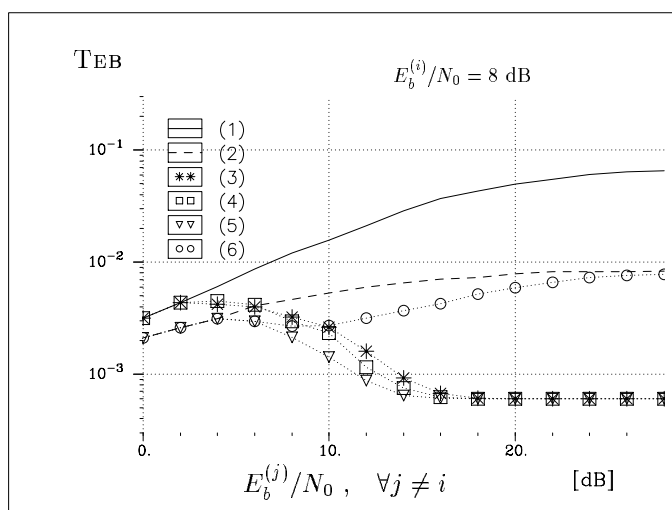 TEB
E_b^{(i)}/N_0 = 8 dB
(1)
(2)
(3)
(4)
(5)
(6)
10^{-1}
10^{-2}
10^{-3}
0. 10. 20.
E_b^{(j)}/N_0 , ∀j ≠ i [dB]